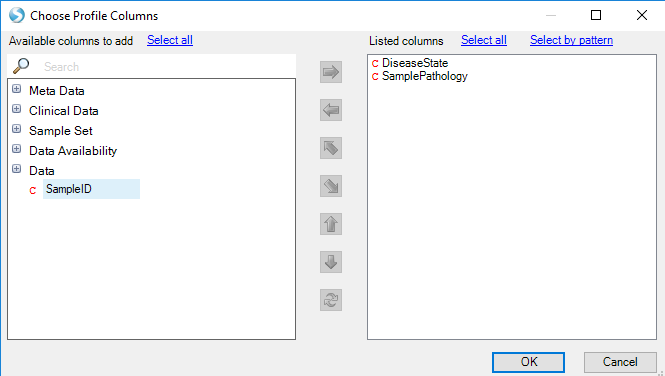 Choose Profile Columns
Available columns to add Select all
Listed columns Select all Select by pattern
Search
Meta Data
Clinical Data
Sample Set
Data Availability
Data
C SampleID
C DiseaseState
C SamplePathology
OK Cancel